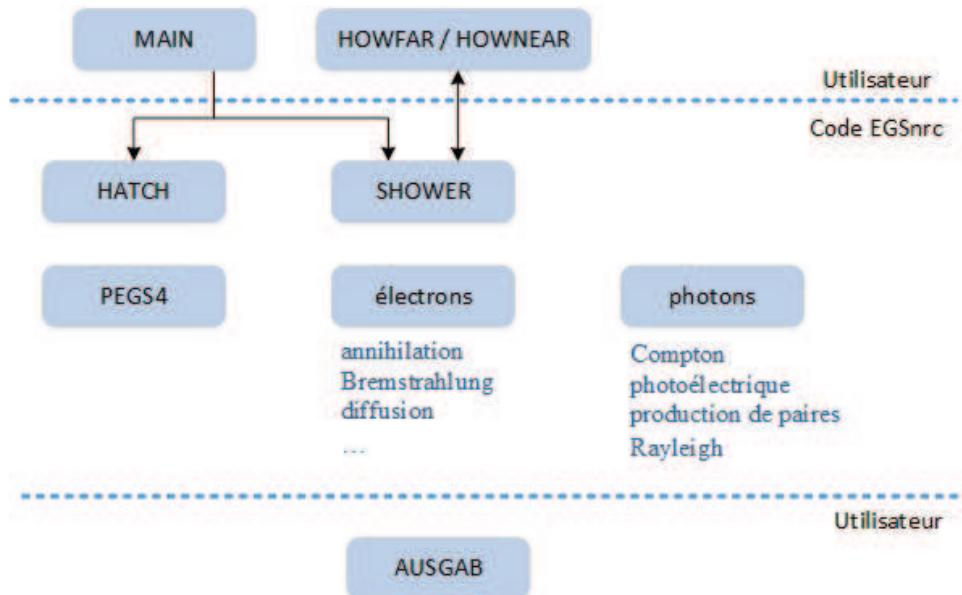 MAIN
HOWFAR / HOWNEAR
Utilisateur
Code EGSnrc
HATCH
SHOWER
PEGS4
électrons
photons
annihilation
Bremstrahlung
diffusion
...
Compton
photoélectrique
production de paires
Rayleigh
Utilisateur
AUSGAB